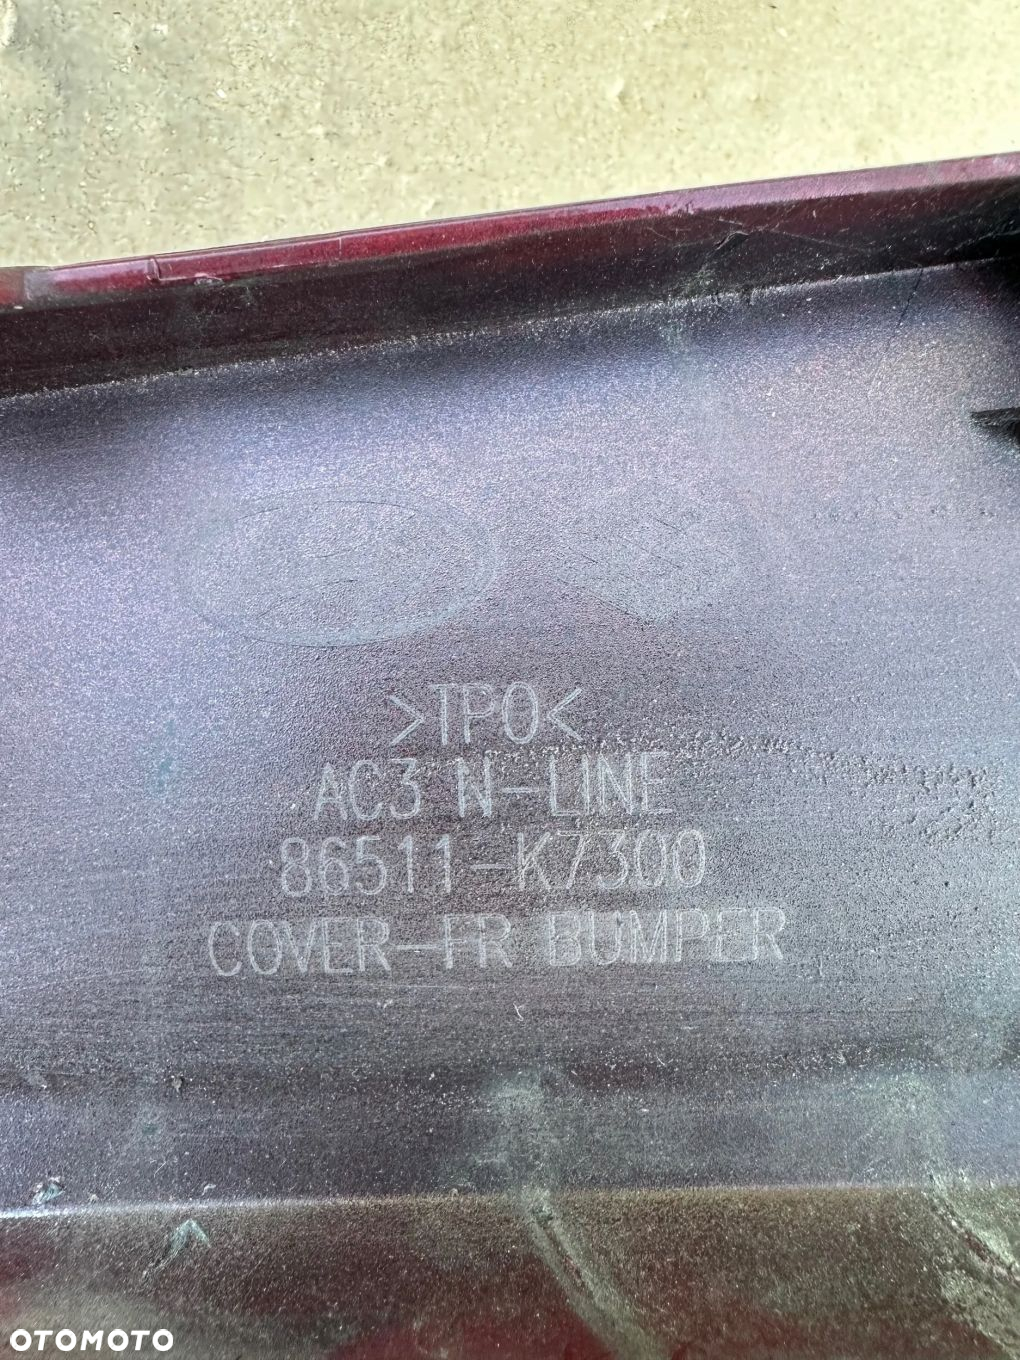 >TPO<
AC3 N-LINE
86511-K7300
COVER-FR BUMPER
OTOMOTO